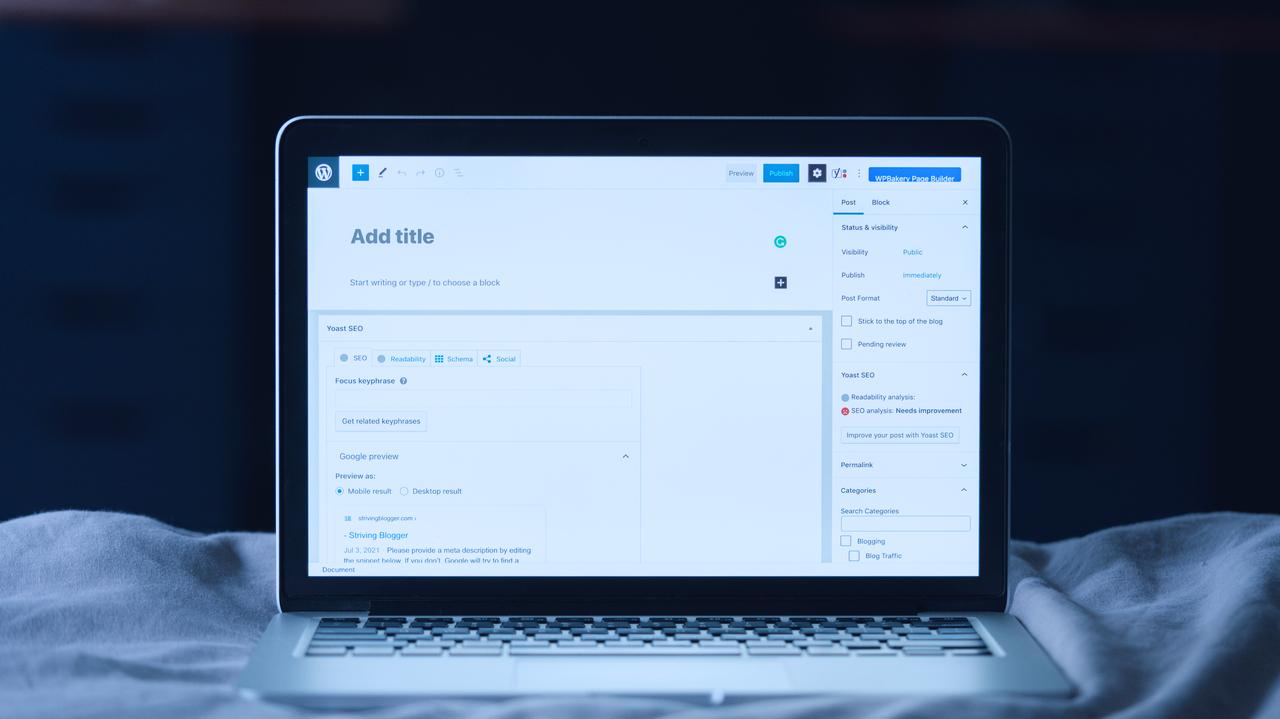 Preview
Publish
WPBakery Page Builder
Post
Block
Add title
Status & visibility
Visibility
Public
Start writing or type / to choose a block
Publish
Immediately
Post Format
Standard
Stick to the top of the blog
Yoast SEO
Pending review
SEO
Readability
Schema
Social
Yoast SEO
Focus keyphrase
Readability analysis:
SEO analysis: Needs improvement
Get related keyphrases
Improve your post with Yoast SEO
Google preview
Permalink
Preview as:
Mobile result
Desktop result
Categories
Search Categories
strivingblogger.com ›
- Striving Blogger
Blogging
Jul 3, 2021 Please provide a meta description by editing
Blog Traffic
the snippet below. If you don't, Google will try to find a
Document